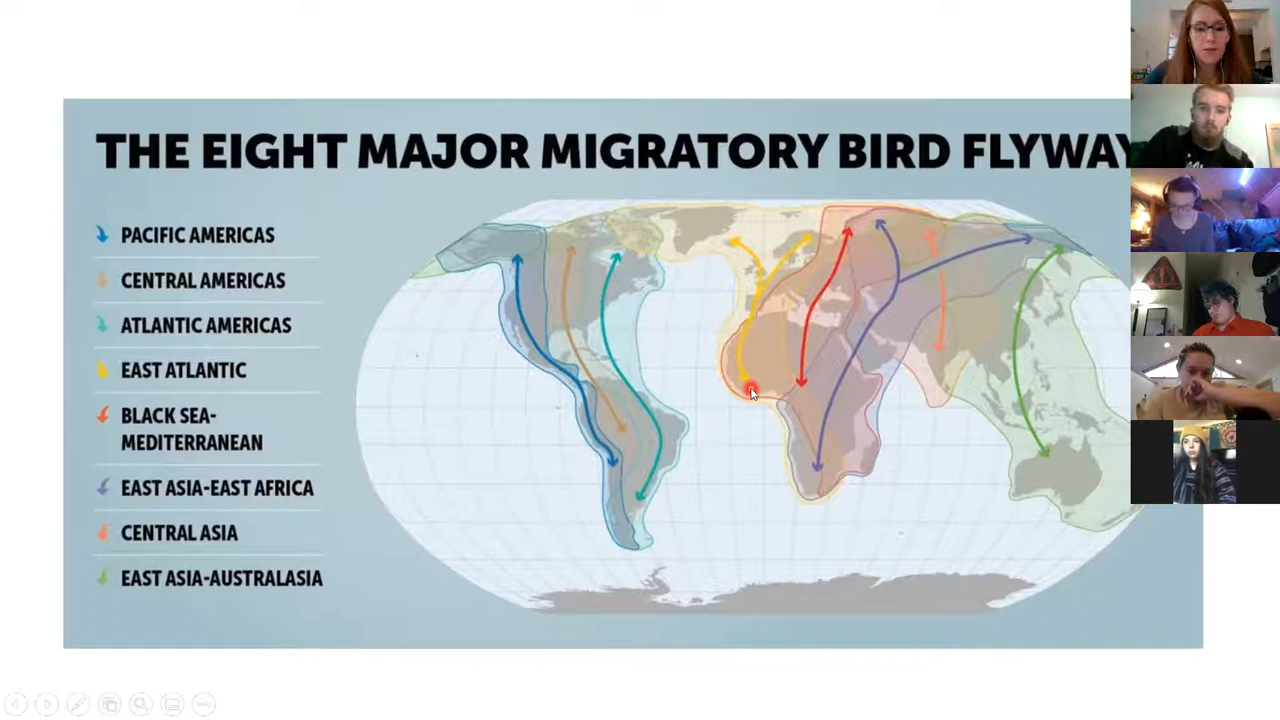 THE EIGHT MAJOR MIGRATORY BIRD FLYWAY
PACIFIC AMERICAS
CENTRAL AMERICAS
ATLANTIC AMERICAS
EAST ATLANTIC
BLACK SEA-
MEDITERRANEAN
EAST ASIA-EAST AFRICA
CENTRAL ASIA
EAST ASIA-AUSTRALASIA